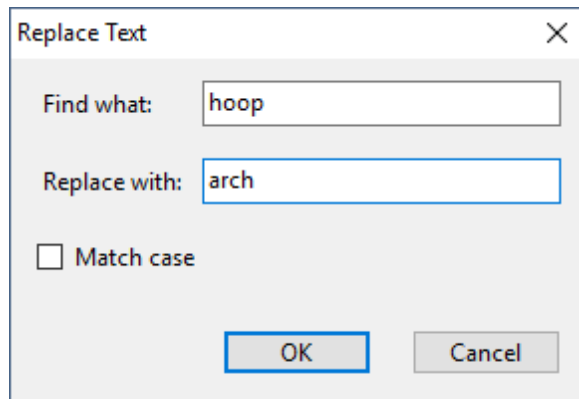 Replace Text
Find what: hoop
Replace with: arch
Match case
OK Cancel